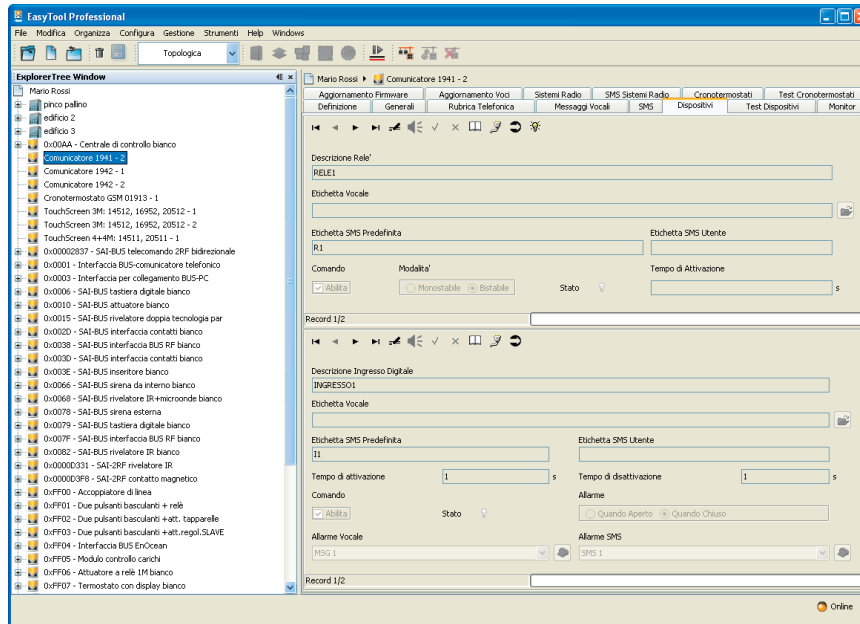 EasyTool Professional
File Modifica Organizza Configura Gestione Strumenti Help Windows
Topologica
ExplorerTree Window
Mario Rossi
pinco pallino
edificio 2
edificio 3
0x00AA - Centrale di controllo bianco
Comunicatore 1941 - 2
Comunicatore 1942 - 1
Comunicatore 1942 - 2
Cronotermostato GSM 01913 - 1
TouchScreen 3M: 14512, 16952, 20512 - 1
TouchScreen 3M: 14512, 16952, 20512 - 2
TouchScreen 4+4M: 14511, 20511 - 1
0x00002837 - SAI-BUS telecomando 2RF bidirezionale
0x0001 - Interfaccia BUS-comunicatore telefonico
0x0003 - Interfaccia per collegamento BUS-PC
0x0006 - SAI-BUS tastiera digitale bianco
0x0010 - SAI-BUS attuatore bianco
0x0015 - SAI-BUS rivelatore doppia tecnologia par
0x002D - SAI-BUS interfaccia contatti bianco
0x0038 - SAI-BUS interfaccia BUS RF bianco
0x003D - SAI-BUS interfaccia contatti bianco
0x003E - SAI-BUS inseritore bianco
0x0066 - SAI-BUS sirena da interno bianco
0x0068 - SAI-BUS rivelatore IR+microonde bianco
0x0078 - SAI-BUS sirena esterna
0x0079 - SAI-BUS tastiera digitale bianco
0x007F - SAI-BUS interfaccia BUS RF bianco
0x0082 - SAI-BUS rivelatore IR bianco
0x0000D331 - SAI-2RF rivelatore IR
0x0000D3F8 - SAI-2RF contatto magnetico
0xFF00 - Accoppiatore di linea
0xFF01 - Due pulsanti basculanti + relè
0xFF02 - Due pulsanti basculanti +att. tapparelle
0xFF03 - Due pulsanti basculanti +att.regol.SLAVE
0xFF04 - Interfaccia BUS EnOcean
0xFF05 - Modulo controllo carichi
0xFF06 - Attuatore a relè 1M bianco
0xFF07 - Termostato con display bianco
Mario Rossi Comunicatore 1941 - 2
Aggiornamento Firmware Aggiornamento Voci Sistemi Radio SMS Sistemi Radio Cronotermostati Test Cronotermostati
Definizione Generali Rubrica Telefonica Messaggi Vocali SMS Dispositivi Test Dispositivi Monitor
Descrizione Rele'
RELE1
Etichetta Vocale
Etichetta SMS Predefinita Etichetta SMS Utente
R1
Comando Modalita' Tempo di Attivazione
Abilita Monostabile Bistabile Stato s
Record 1/2
Descrizione Ingresso Digitale
INGRESSO1
Etichetta Vocale
Etichetta SMS Predefinita Etichetta SMS Utente
I1
Tempo di attivazione 1 s Tempo di disattivazione 1 s
Comando Allarme
Abilita Stato Quando Aperto Quando Chiuso
Allarme Vocale Allarme SMS
MSG 1 SMS 1
Record 1/2
Online